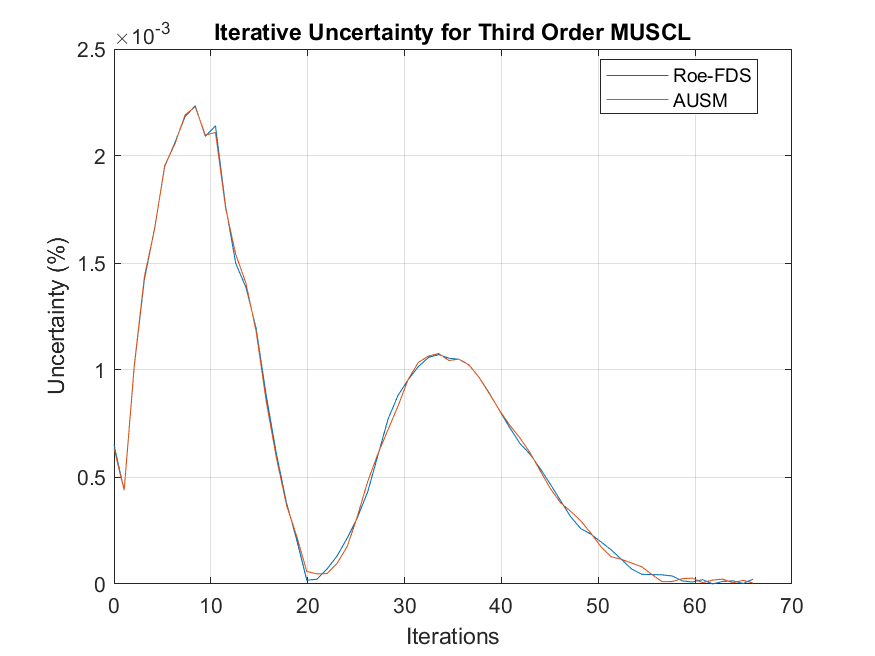 ×10-3
Iterative Uncertainty for Third Order MUSCL
2.5
2
1.5
1
0.5
0
Uncertainty (%)
Roe-FDS
AUSM
0 10 20 30 40 50 60 70
Iterations